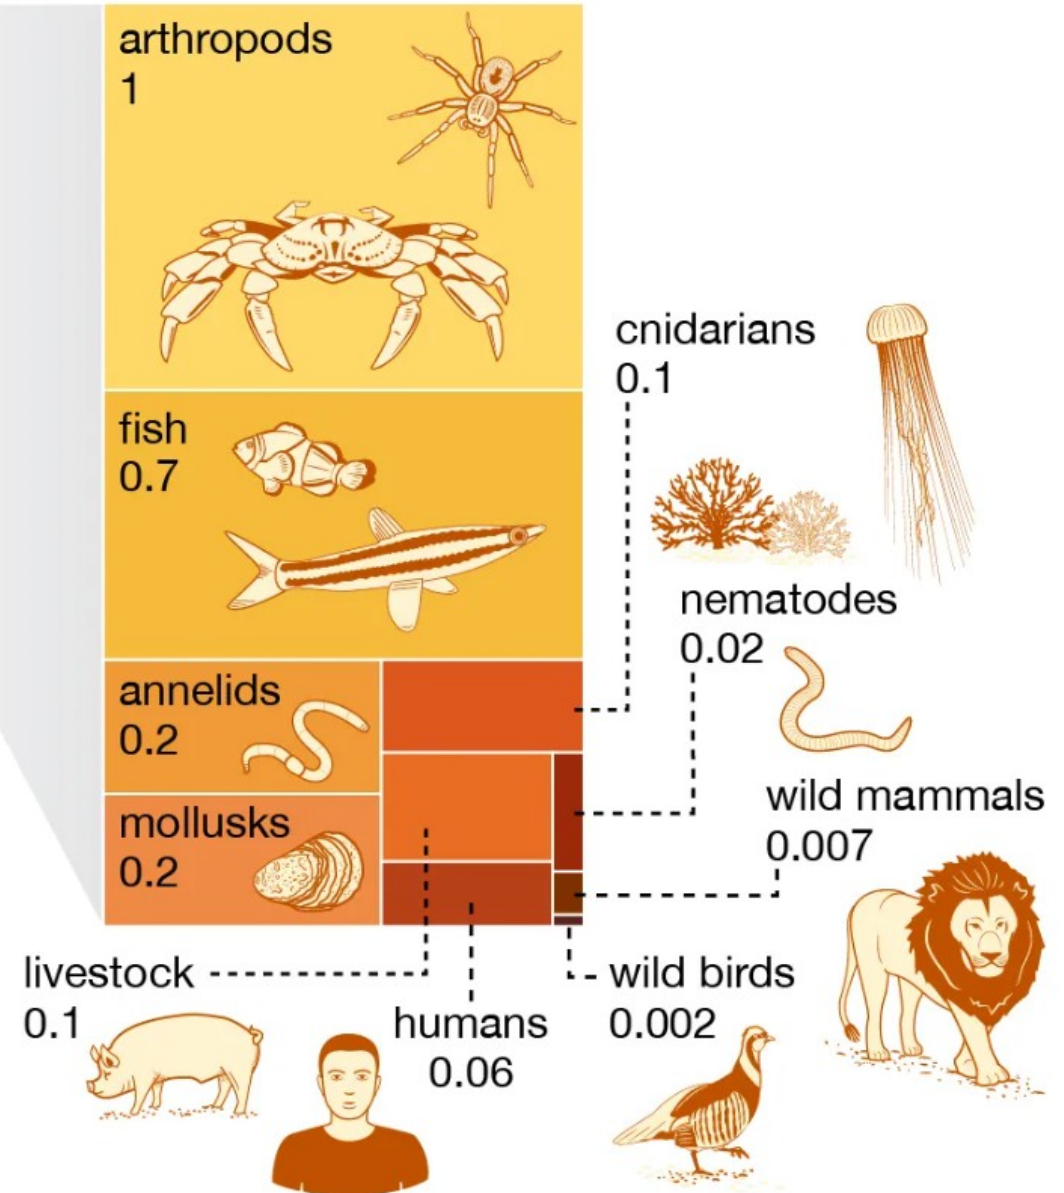 arthropods
1
fish
0.7
annelids
0.2
mollusks
0.2
cnidarians
0.1
nematodes
0.02
wild mammals
0.007
livestock
0.1
humans
0.06
wild birds
0.002